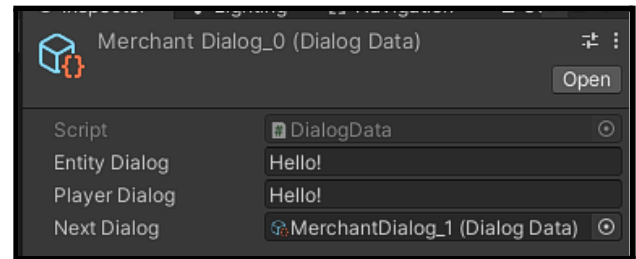 Merchant Dialog_0 (Dialog Data)
Open
Script DialogData
Entity Dialog Hello!
Player Dialog Hello!
Next Dialog MerchantDialog_1 (Dialog Data)